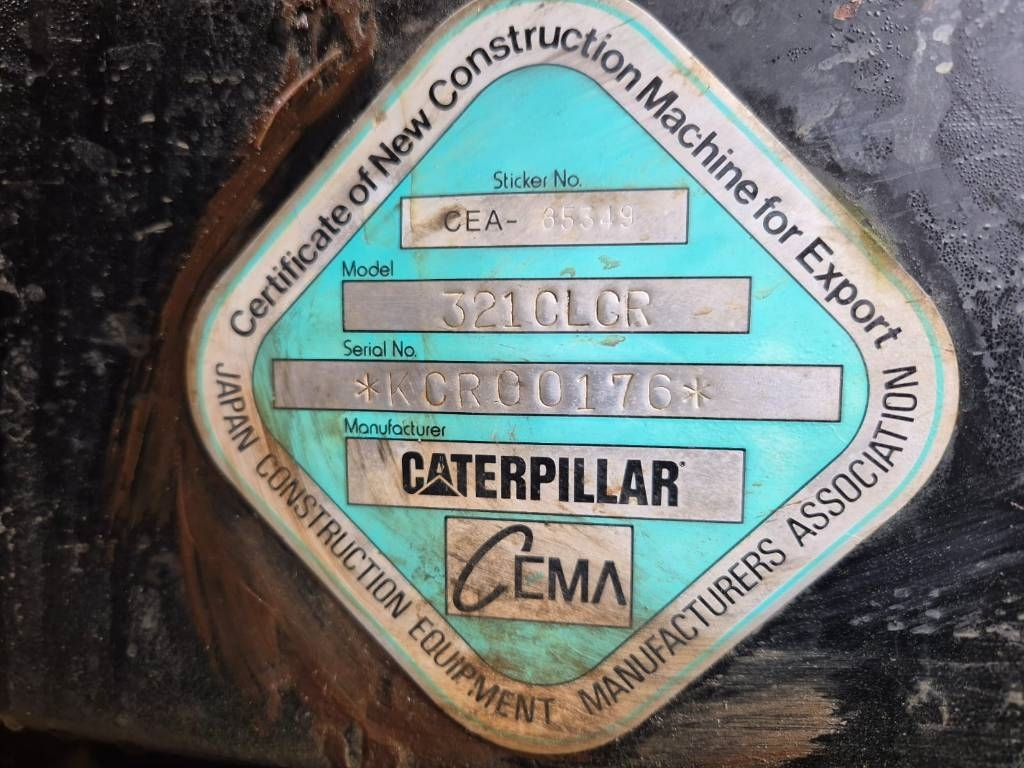 Certificate of New Construction Machine for Export
Sticker No.
CEA- 65349
Model
321CLCR
Serial No.
*KCR00176*
Manufacturer
CATERPILLAR
CEMA
JAPAN CONSTRUCTION EQUIPMENT MANUFACTURERS ASSOCIATION